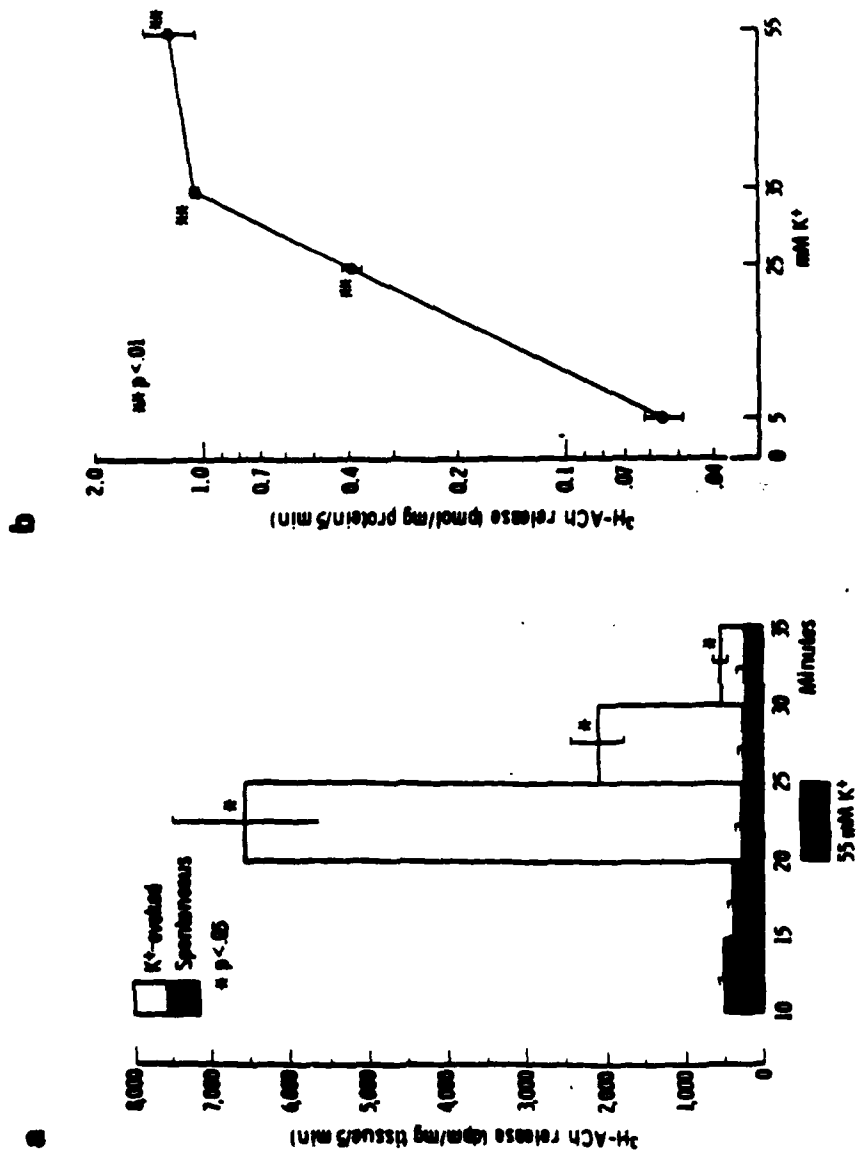 a
³H-ACh release (dpm/mg tissue/5 min)
8,000
7,000
6,000
5,000
4,000
3,000
2,000
1,000
0
K⁺-evoked
Spontaneous
* p<.05
*
*
*
10 15 20 25 30 35
Minutes
55 mM K⁺
b
³H-ACh release (pmol/mg protein/5 min)
2.0
1.0
0.7
0.4
0.2
0.1
.07
.04
** p<.01
**
**
**
0 5 25 35 55
mM K⁺